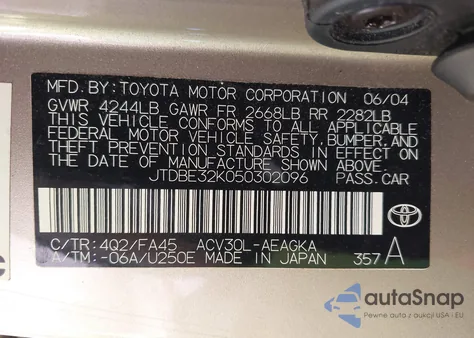 MFD. BY: TOYOTA MOTOR CORPORATION 06/04
GVWR 4244LB GAWR FR 2668LB RR 2282LB
THIS VEHICLE CONFORMS TO ALL APPLICABLE
FEDERAL MOTOR VEHICLE SAFETY, BUMPER, AND
THEFT PREVENTION STANDARDS IN EFFECT ON
THE DATE OF MANUFACTURE SHOWN ABOVE.
JTDBE32K050302096 PASS. CAR
TOYOTA
C/TR: 4Q2/FA45 ACV30L-AEAGKA
A/TM: -06A/U250E MADE IN JAPAN 357 A
autoSnap
Pewne auto z aukcji USA i EU